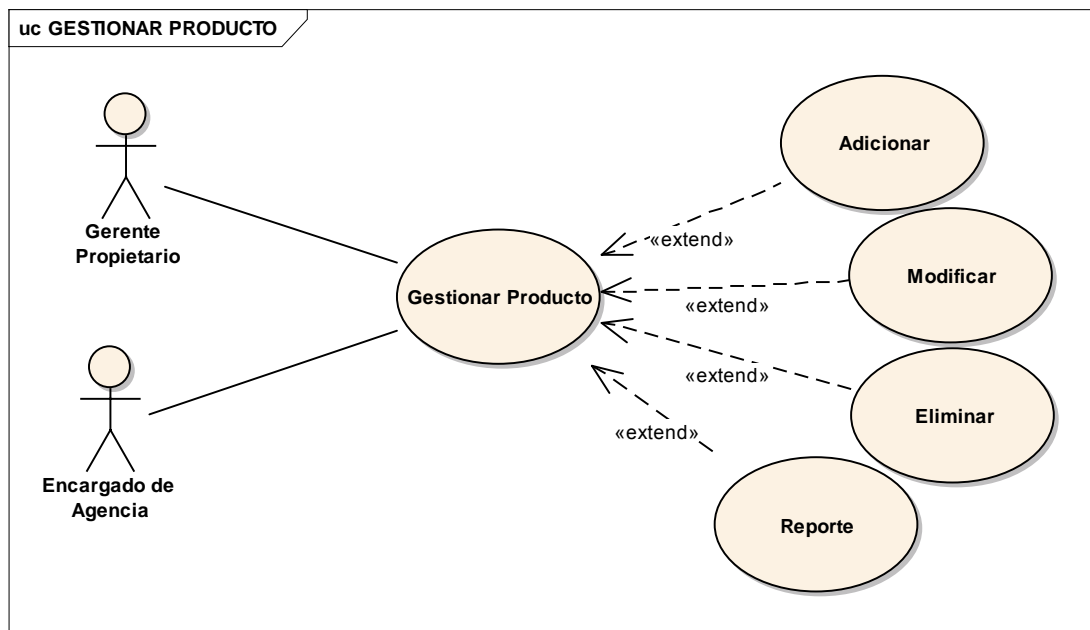 uc GESTIONAR PRODUCTO
Gerente
Propietario
Encargado de
Agencia
Gestionar Producto
«extend»
«extend»
«extend»
«extend»
Adicionar
Modificar
Eliminar
Reporte